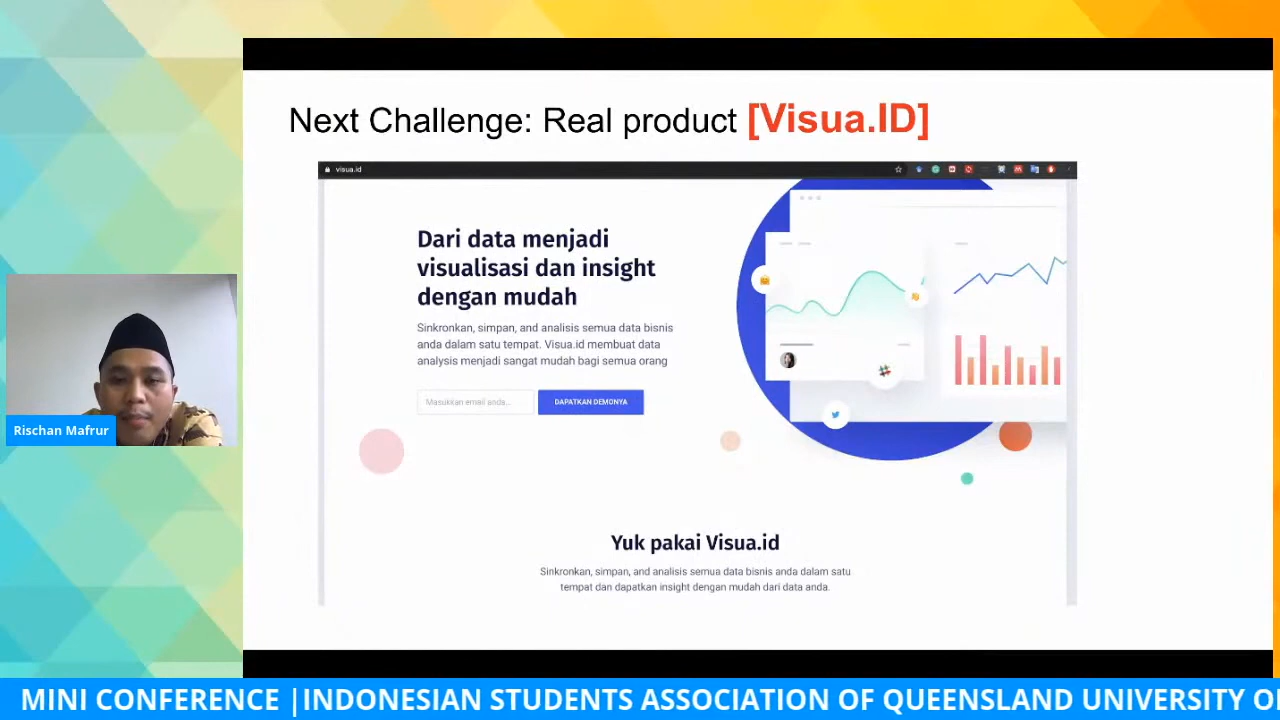 Next Challenge: Real product [Visua.ID]
visua.id
Dari data menjadi
visualisasi dan insight
dengan mudah
Sinkronkan, simpan, and analisis semua data bisnis
anda dalam satu tempat. Visua.id membuat data
analysis menjadi sangat mudah bagi semua orang
Masukkan email anda...
DAPATKAN DEMONYA
Yuk pakai Visua.id
Sinkronkan, simpan, and analisis semua data bisnis anda dalam satu
tempat dan dapatkan insight dengan mudah dari data anda.
Rischan Mafrur
MINI CONFERENCE |INDONESIAN STUDENTS ASSOCIATION OF QUEENSLAND UNIVERSITY O